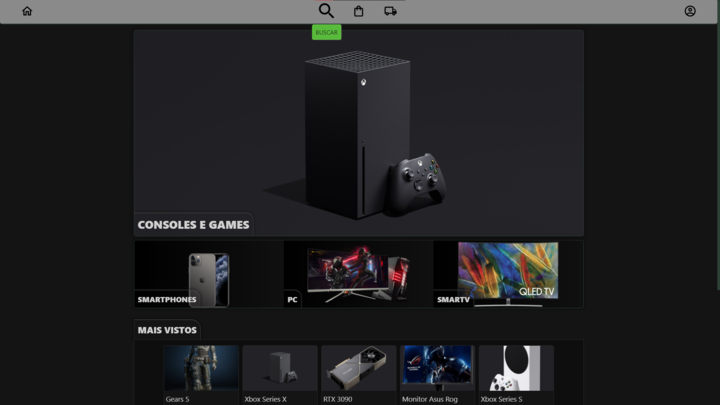 BUSCAR
CONSOLES E GAMES
SMARTPHONES
PC
SMARTV
QLED TV
MAIS VISTOS
Gears 5
Xbox Series X
RTX 3090
Monitor Asus Rog
Xbox Series S